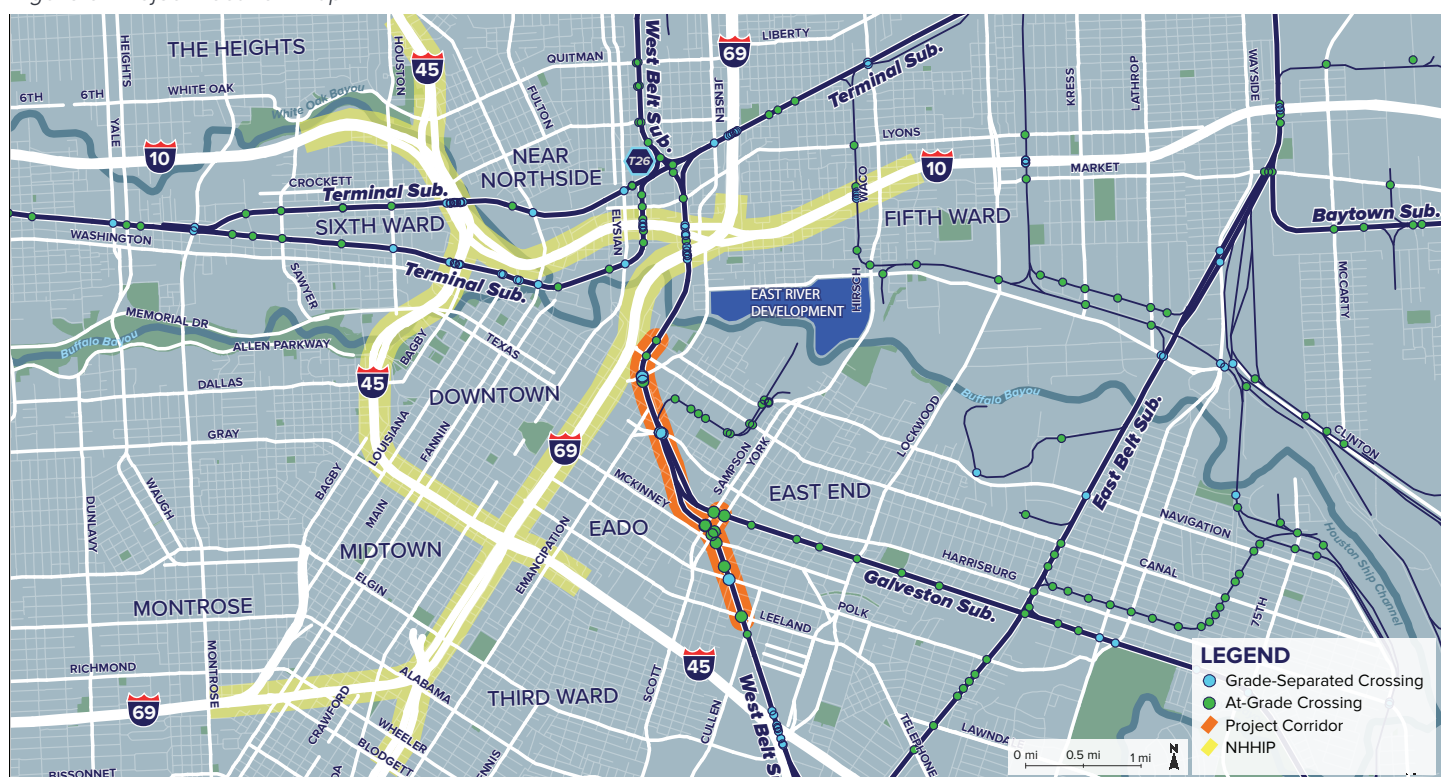 THE HEIGHTS
HEIGHTS
HOUSTON
45
QUITMAN
West Belt Sub.
69
LIBERTY
JENSEN
Terminal Sub.
KRESS
LATHROP
WAYSIDE
6TH
6TH
WHITE OAK
White Oak Bayou
FULTON
YALE
10
LYONS
NEAR
NORTHSIDE
T26
10
MARKET
CROCKETT
Terminal Sub.
WACO
SIXTH WARD
ELYSIAN
FIFTH WARD
Baytown Sub.
WASHINGTON
Terminal Sub.
SAWYER
HIRSCH
MCCARTY
EAST RIVER
DEVELOPMENT
MEMORIAL DR
Buffalo Bayou
ALLEN PARKWAY
BAGBY
TEXAS
45
DALLAS
DOWNTOWN
Buffalo Bayou
LOCKWOOD
GRAY
LOUISIANA
FANNIN
69
CLINTON
SAMPSON
YORK
East Belt Sub.
BAGBY
MCKINNEY
WAUGH
DUNLAVY
MAIN
EAST END
NAVIGATION
EADO
MIDTOWN
EMANCIPATION
HARRISBURG
CANAL
Houston Ship Channel
ELGIN
Galveston Sub.
MONTROSE
POLK
LEELAND
75TH
RICHMOND
MONTROSE
45
ALABAMA
SCOTT
THIRD WARD
CULLEN
West Belt S
69
CRAWFORD
WHEELER
BLODGETT
TELEPHONE
LAWND
BISSONNET
LEGEND
Grade-Separated Crossing
At-Grade Crossing
Project Corridor
NHHIP
0 mi 0.5 mi 1 mi
N